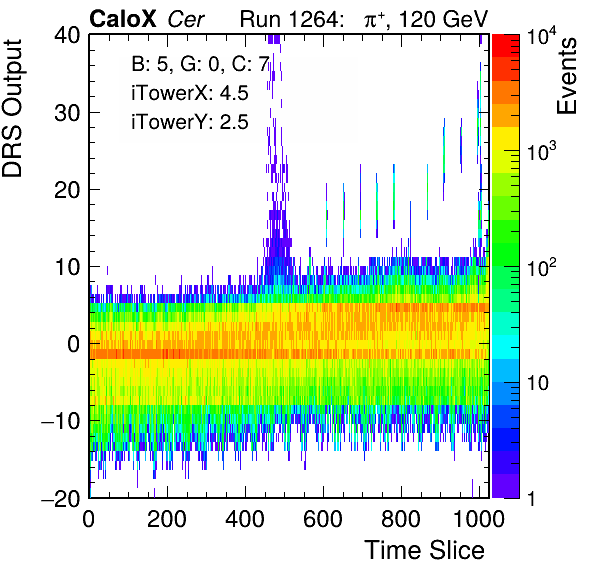 CaloX Cer Run 1264: π⁺, 120 GeV
DRS Output
Events
B: 5, G: 0, C: 7
iTowerX: 4.5
iTowerY: 2.5
40
30
20
10
0
−10
−20
0 200 400 600 800 1000
Time Slice
10⁴
10³
10²
10
1